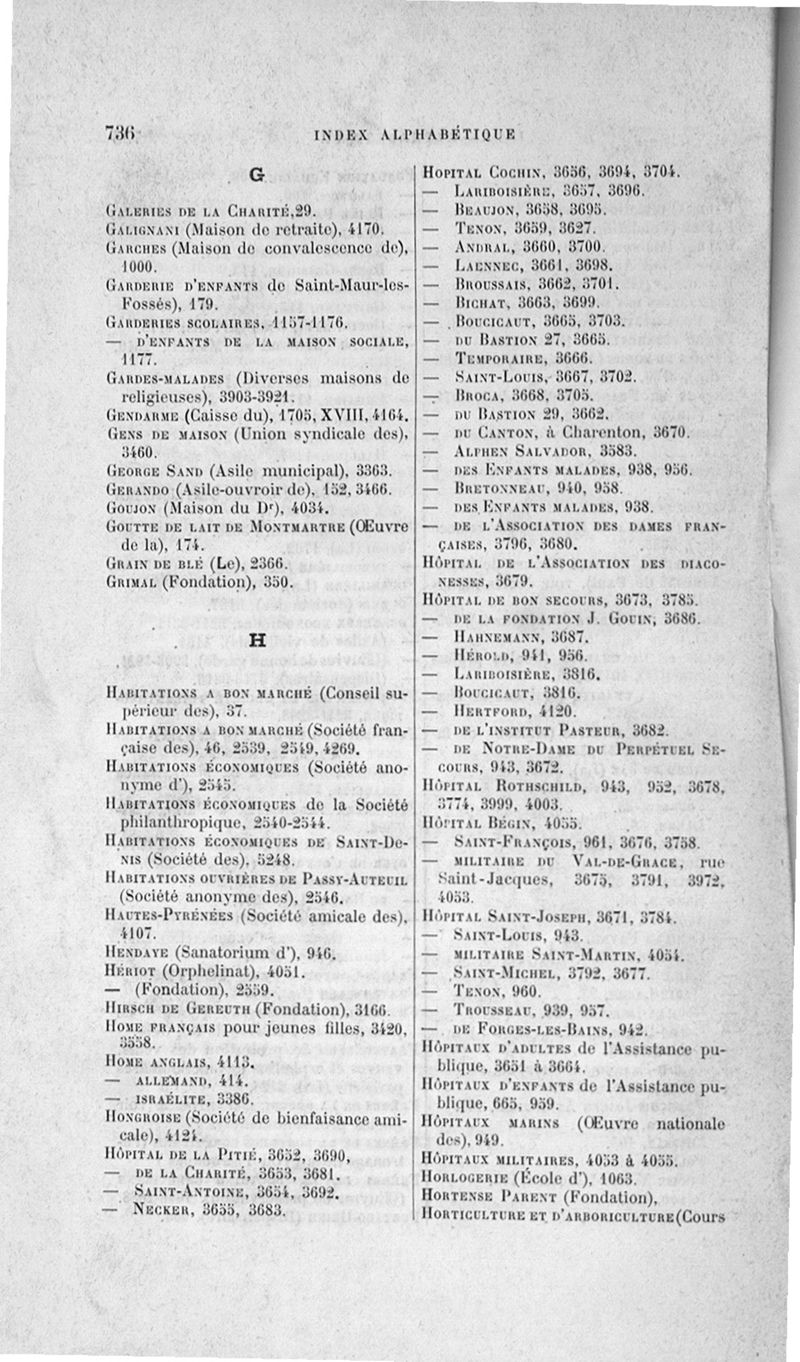 736
INDEX ALPHABÉTIQUE
G
GALERIES DE LA CHARITÉ,29.
GALIGNANI (Maison de retraite), 4170.
GARCHES (Maison de convalescence de),
1000.
GARDERIE D'ENFANTS de Saint-Maur-les-
Fossés), 179.
GARDERIES SCOLAIRES, 1157-1176.
— D'ENFANTS DE LA MAISON SOCIALE,
1177.
GARDES-MALADES (Diverses maisons de
religieuses), 3903-3921.
GENDARME (Caisse du), 1705, XVIII, 4164.
GENS DE MAISON (Union syndicale des),
3460.
GEORGE SAND (Asile municipal), 3363.
GERANDO (Asile-ouvroir de), 152, 3466.
GOUJON (Maison du Dr), 4034.
GOUTTE DE LAIT DE MONTMARTRE (Œuvre
de la), 174.
GRAIN DE BLÉ (Le), 2366.
GRIMAL (Fondation), 350.
H
HABITATIONS A BON MARCHÉ (Conseil su-
périeur des), 37.
HABITATIONS A BON MARCHÉ (Société fran-
çaise des), 46, 2539, 2549, 4269.
HABITATIONS ÉCONOMIQUES (Société ano-
nyme d'), 2545.
HABITATIONS ÉCONOMIQUES de la Société
philanthropique, 2540-2544.
HABITATIONS ÉCONOMIQUES DE SAINT-DE-
NIS (Société des), 5248.
HABITATIONS OUVRIÈRES DE PASSY-AUTEUIL
(Société anonyme des), 2546.
HAUTES-PYRÉNÉES (Société amicale des),
4107.
HENDAYE (Sanatorium d'), 946.
HÉRIOT (Orphelinat), 4051.
— (Fondation), 2559.
HIRSCH DE GEREUTH (Fondation), 3166.
HOME FRANÇAIS pour jeunes filles, 3420,
3558.
HOME ANGLAIS, 4113.
— ALLEMAND, 414.
— ISRAÉLITE, 3386.
HONGROISE (Société de bienfaisance ami-
cale), 4124.
HÔPITAL DE LA PITIÉ, 3652, 3690,
— DE LA CHARITÉ, 3653, 3681.
— SAINT-ANTOINE, 3654, 3692.
— NECKER, 3655, 3683.
HOPITAL COCHIN, 3656, 3694, 3704.
— LARIBOISIÈRE, 3657, 3696.
— BEAUJON, 3658, 3695.
— TENON, 3659, 3627.
— ANDRAL, 3660, 3700.
— LAENNEC, 3661, 3698.
— BROUSSAIS, 3662, 3701.
— BICHAT, 3663, 3699.
— BOUCICAUT, 3665, 3703.
— DU BASTION 27, 3665.
— TEMPORAIRE, 3666.
— SAINT-LOUIS, 3667, 3702.
— BROCA, 3668, 3705.
— DU BASTION 29, 3662.
— DU CANTON, à Charenton, 3670.
— ALPHEN SALVADOR, 3583.
— DES ENFANTS MALADES, 938, 956.
— BRETONNEAU, 940, 958.
— DES ENFANTS MALADES, 938.
— DE L'ASSOCIATION DES DAMES FRAN-
ÇAISES, 3796, 3680.
HÔPITAL DE L'ASSOCIATION DES DIACO-
NESSES, 3679.
HÔPITAL DE BON SECOURS, 3673, 3785.
— DE LA FONDATION J. GOUIN, 3686.
— HAHNEMANN, 3687.
— HÉROLD, 941, 956.
— LARIBOISIÈRE, 3816.
— BOUCICAUT, 3816.
— HERTFORD, 4120.
— DE L'INSTITUT PASTEUR, 3682.
— DE NOTRE-DAME DU PERPÉTUEL SE-
COURS, 943, 3672.
HÔPITAL ROTHSCHILD, 943, 952, 3678,
3774, 3999, 4003.
HÔPITAL BÉGIN, 4055.
— SAINT-FRANÇOIS, 961, 3676, 3758.
— MILITAIRE DU VAL-DE-GRACE, rue
Saint-Jacques, 3675, 3791, 3972,
4053.
HÔPITAL SAINT-JOSEPH, 3671, 3784.
— SAINT-LOUIS, 943.
— MILITAIRE SAINT-MARTIN, 4054.
— SAINT-MICHEL, 3792, 3677.
— TENON, 960.
— TROUSSEAU, 939, 957.
— DE FORGES-LES-BAINS, 942.
HÔPITAUX D'ADULTES de l'Assistance pu-
blique, 3651 à 3664.
HÔPITAUX D'ENFANTS de l'Assistance pu-
blique, 665, 959.
HÔPITAUX MARINS (Œuvre nationale
des), 949.
HÔPITAUX MILITAIRES, 4053 à 4055.
HORLOGERIE (École d'), 1063.
HORTENSE PARENT (Fondation),
HORTICULTURE ET D'ARBORICULTURE(Cours